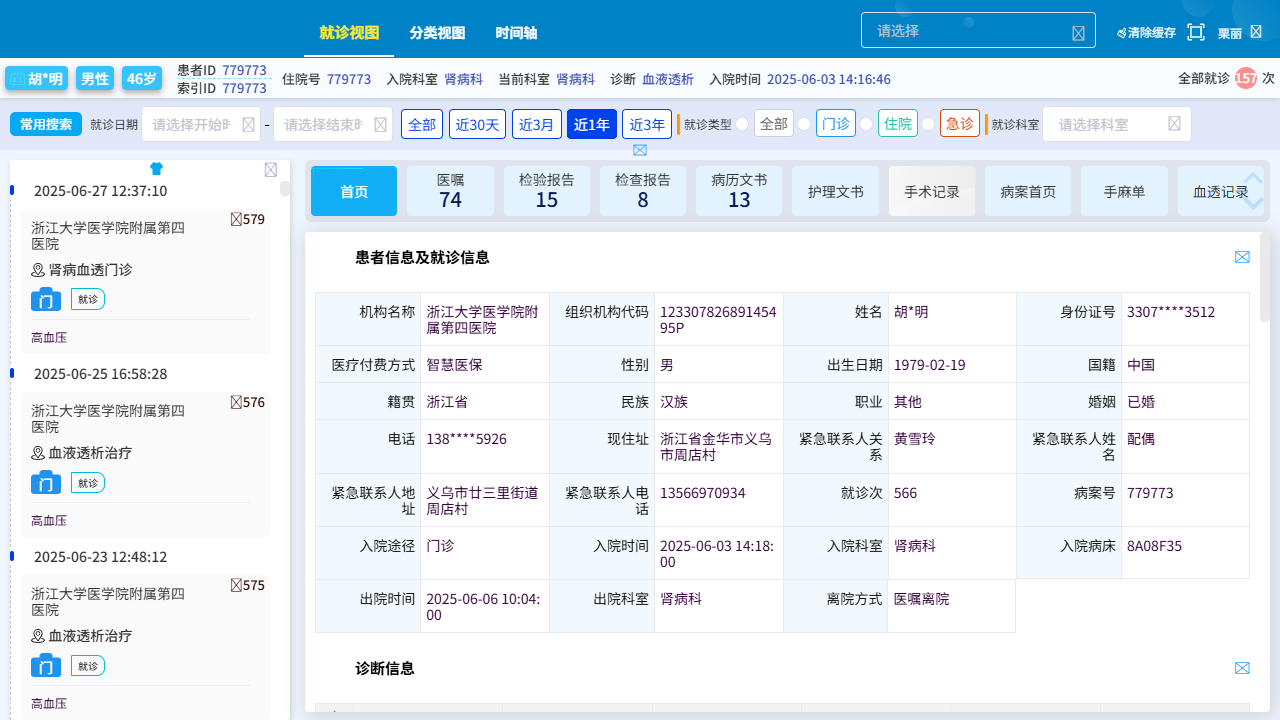 就诊视图 分类视图 时间轴 请选择 清除缓存 栗丽
胡*明 男性 46岁 患者ID 779773 住院号 779773 入院科室 肾病科 当前科室 肾病科 诊断 血液透析 入院时间 2025-06-03 14:16:46 全部就诊 157 次
索引ID 779773
常用搜索 就诊日期 请选择开始时 - 请选择结束时 全部 近30天 近3月 近1年 近3年 就诊类型 全部 门诊 住院 急诊 就诊科室 请选择科室
2025-06-27 12:37:10
579
浙江大学医学院附属第四
医院
肾病血透门诊
门 就诊
高血压
2025-06-25 16:58:28
576
浙江大学医学院附属第四
医院
血液透析治疗
门 就诊
高血压
2025-06-23 12:48:12
575
浙江大学医学院附属第四
医院
血液透析治疗
门 就诊
高血压
首页
医嘱
74
检验报告
15
检查报告
8
病历文书
13
护理文书
手术记录
病案首页
手麻单
血透记录
患者信息及就诊信息
机构名称 浙江大学医学院附 组织机构代码 123307826891454 姓名 胡*明 身份证号 3307****3512
属第四医院 95P
医疗付费方式 智慧医保 性别 男 出生日期 1979-02-19 国籍 中国
籍贯 浙江省 民族 汉族 职业 其他 婚姻 已婚
电话 138****5926 现住址 浙江省金华市义乌 紧急联系人关 黄雪玲 紧急联系人姓 配偶
市周店村 系 名
紧急联系人地 义乌市廿三里街道 紧急联系人电 13566970934 就诊次 566 病案号 779773
址 周店村 话
入院途径 门诊 入院时间 2025-06-03 14:18: 入院科室 肾病科 入院病床 8A08F35
00
出院时间 2025-06-06 10:04: 出院科室 肾病科 离院方式 医嘱离院
00
诊断信息